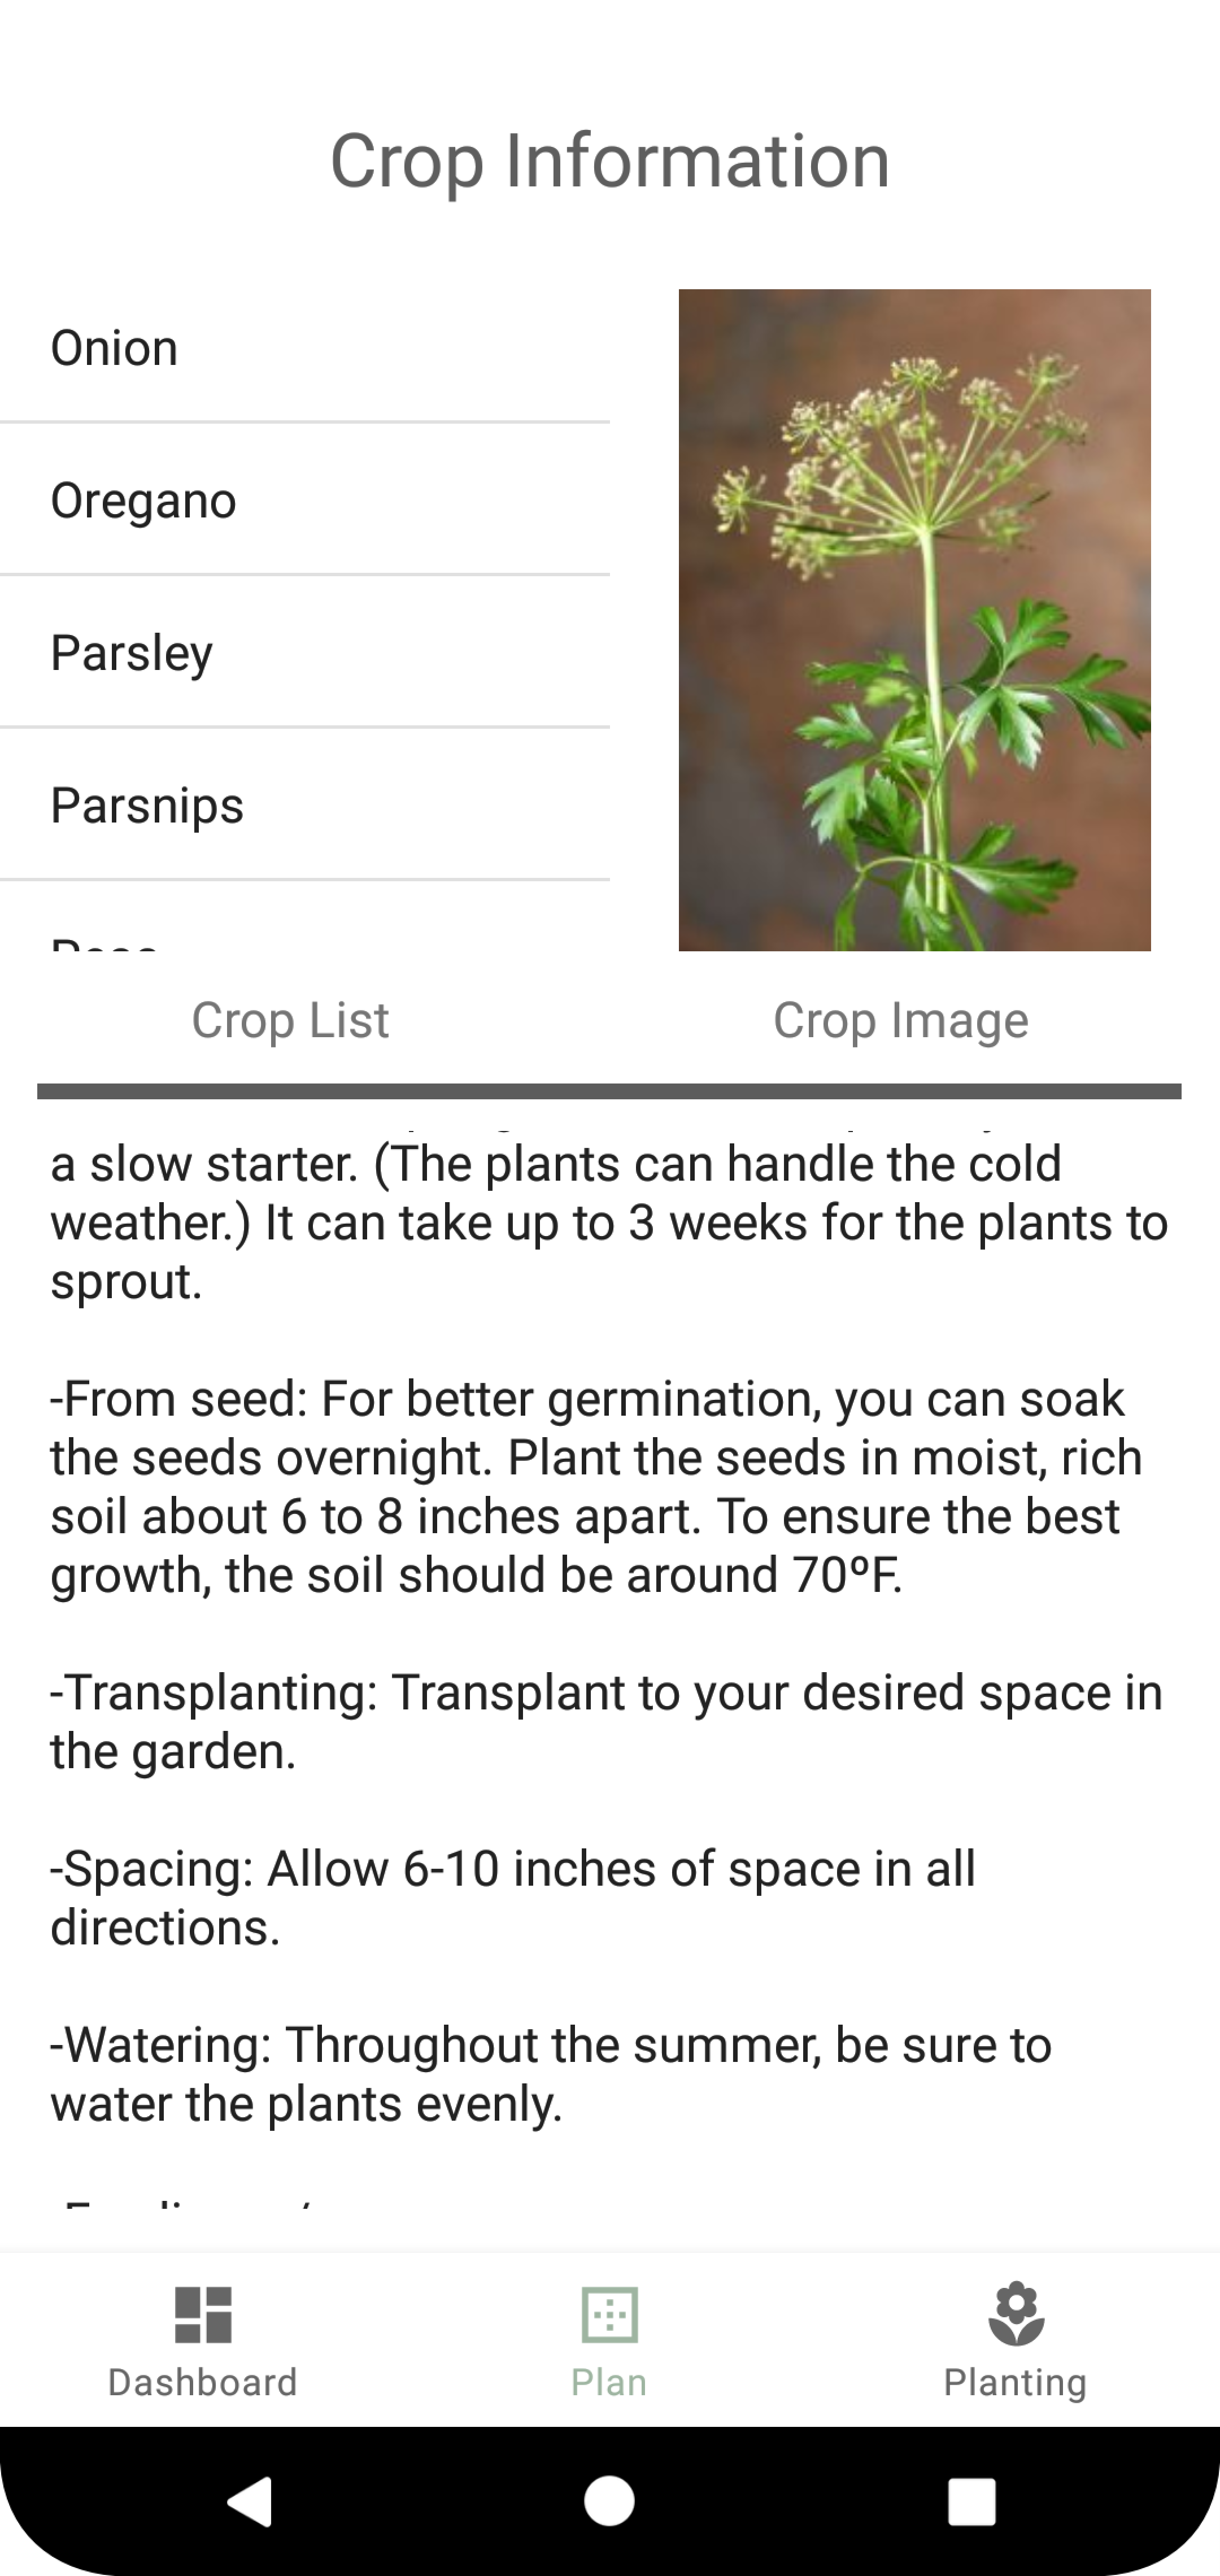 Crop Information
Onion
Oregano
Parsley
Parsnips
Crop List
Crop Image
a slow starter. (The plants can handle the cold
weather.) It can take up to 3 weeks for the plants to
sprout.
-From seed: For better germination, you can soak
the seeds overnight. Plant the seeds in moist, rich
soil about 6 to 8 inches apart. To ensure the best
growth, the soil should be around 70ºF.
-Transplanting: Transplant to your desired space in
the garden.
-Spacing: Allow 6-10 inches of space in all
directions.
-Watering: Throughout the summer, be sure to
water the plants evenly.
Dashboard
Plan
Planting